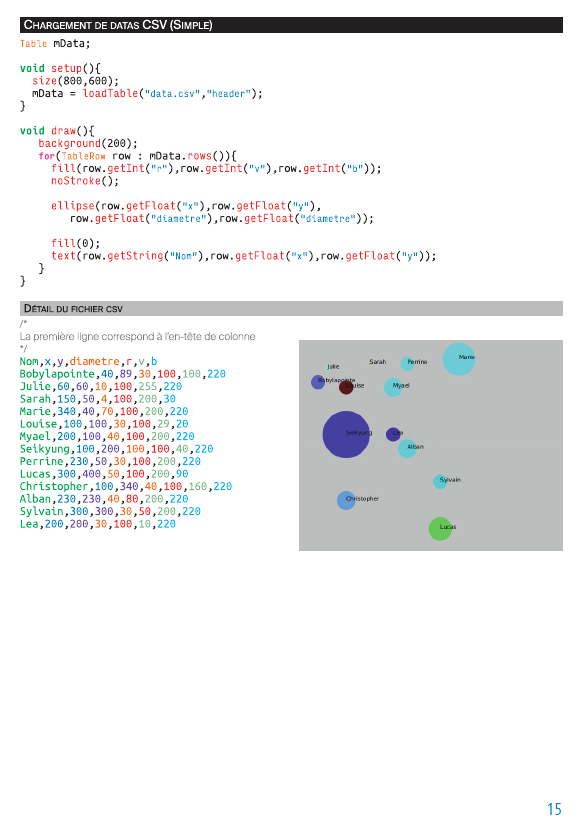 CHARGEMENT DE DATAS CSV (SIMPLE)
Table mData;
void setup(){
size(800,600);
mData = loadTable("data.csv","header");
}
void draw(){
background(200);
for(TableRow row : mData.rows()){
fill(row.getInt("r"),row.getInt("v"),row.getInt("b"));
noStroke();
ellipse(row.getFloat("x"),row.getFloat("y"),
row.getFloat("diametre"),row.getFloat("diametre"));
fill(0);
text(row.getString("Nom"),row.getFloat("x"),row.getFloat("y"));
}
}
DÉTAIL DU FICHIER CSV
/*
La première ligne correspond à l'en-tête de colonne
*/
Nom,x,y,diametre,r,v,b
Bobylapointe,40,89,30,100,100,220
Julie,60,60,10,100,255,220
Sarah,150,50,4,100,200,30
Marie,340,40,70,100,200,220
Louise,100,100,30,100,29,20
Myael,200,100,40,100,200,220
Seikyung,100,200,100,100,40,220
Perrine,230,50,30,100,200,220
Lucas,300,400,50,100,200,90
Christopher,100,340,40,100,160,220
Alban,230,230,40,80,200,220
Sylvain,300,300,30,50,200,220
Lea,200,200,30,100,10,220
Marie
Sarah
Perrine
Julie
Bobylapointe
Louise
Myael
Seikyung
Lea
Alban
Sylvain
Christopher
Lucas
15